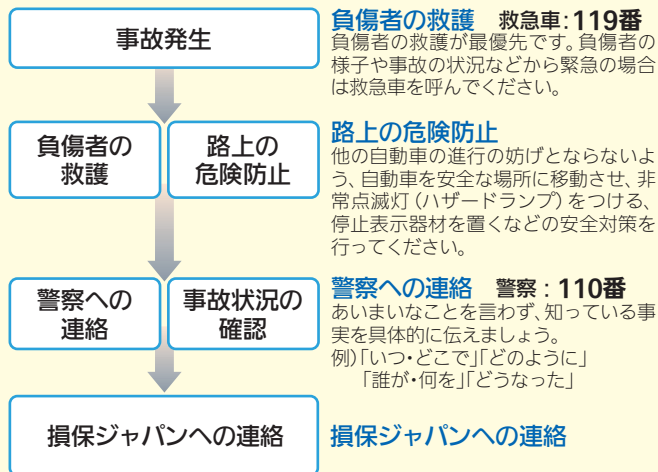 事故発生
負傷者の
救護
路上の
危険防止
警察への
連絡
事故状況の
確認
損保ジャパンへの連絡
負傷者の救護 救急車：119番
負傷者の救護が最優先です。負傷者の
様子や事故の状況などから緊急の場合
は救急車を呼んでください。
路上の危険防止
他の自動車の進行の妨げとならないよ
う、自動車を安全な場所に移動させ、非
常点滅灯（ハザードランプ）をつける、
停止表示器材を置くなどの安全対策を
行ってください。
警察への連絡 警察：110番
あいまいなことを言わず、知っている事
実を具体的に伝えましょう。
例）「いつ・どこで」「どのように」
「誰が・何を」「どうなった」
損保ジャパンへの連絡